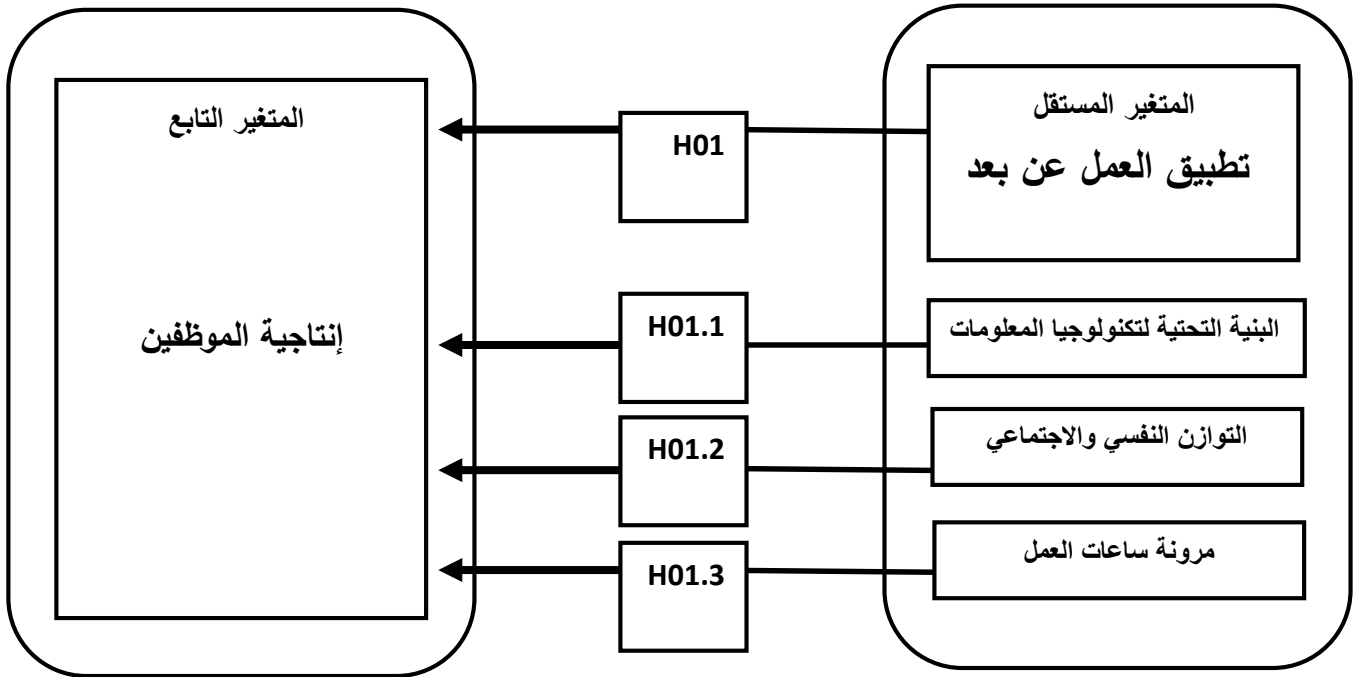 المتغير المستقل
تطبيق العمل عن بعد
البنية التحتية لتكنولوجيا المعلومات
التوازن النفسي والاجتماعي
مرونة ساعات العمل
H01
H01.1
H01.2
H01.3
المتغير التابع
إنتاجية الموظفين